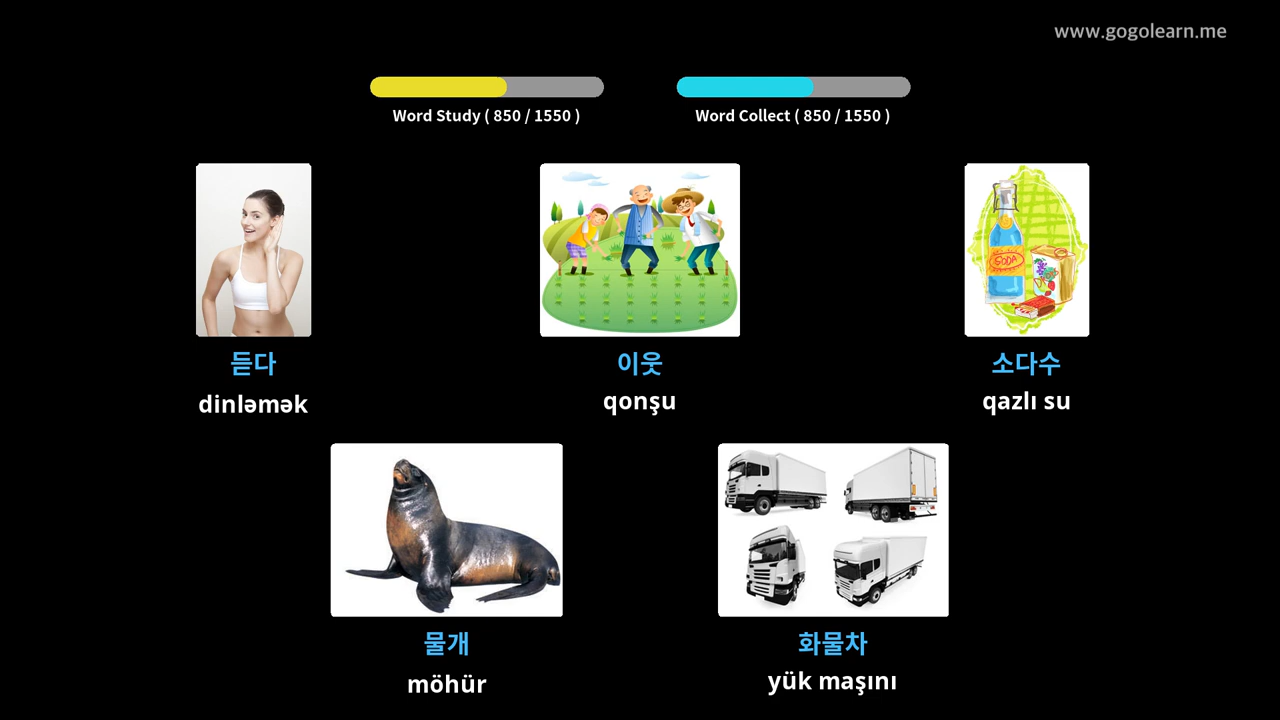 www.gogolearn.me
Word Study ( 850 / 1550 )
Word Collect ( 850 / 1550 )
SODA
듣다
dinləmək
이웃
qonşu
소다수
qazlı su
물개
möhür
화물차
yük maşını